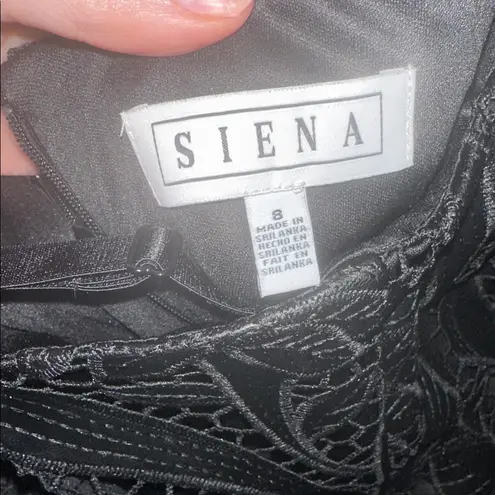 SIENA
8
MADE IN
SRILANKA
HECHO EN
SRILANKA
FAIT EN
SRILANKA